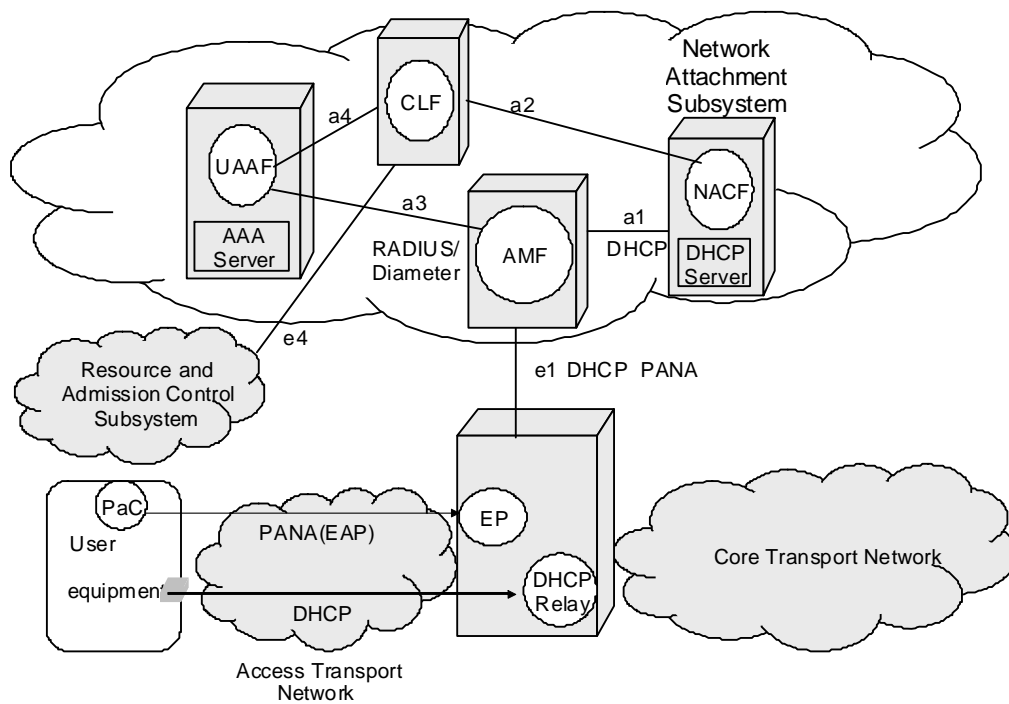 Network
Attachment
Subsystem
CLF
a4
a2
UAAF
NACF
a3
a1
AAA
Server
RADIUS/
Diameter
AMF
DHCP
DHCP
Server
e4
e1 DHCP PANA
Resource and
Admission Control
Subsystem
PaC
User
equipment
PANA(EAP)
EP
DHCP
DHCP
Relay
Core Transport Network
Access Transport
Network